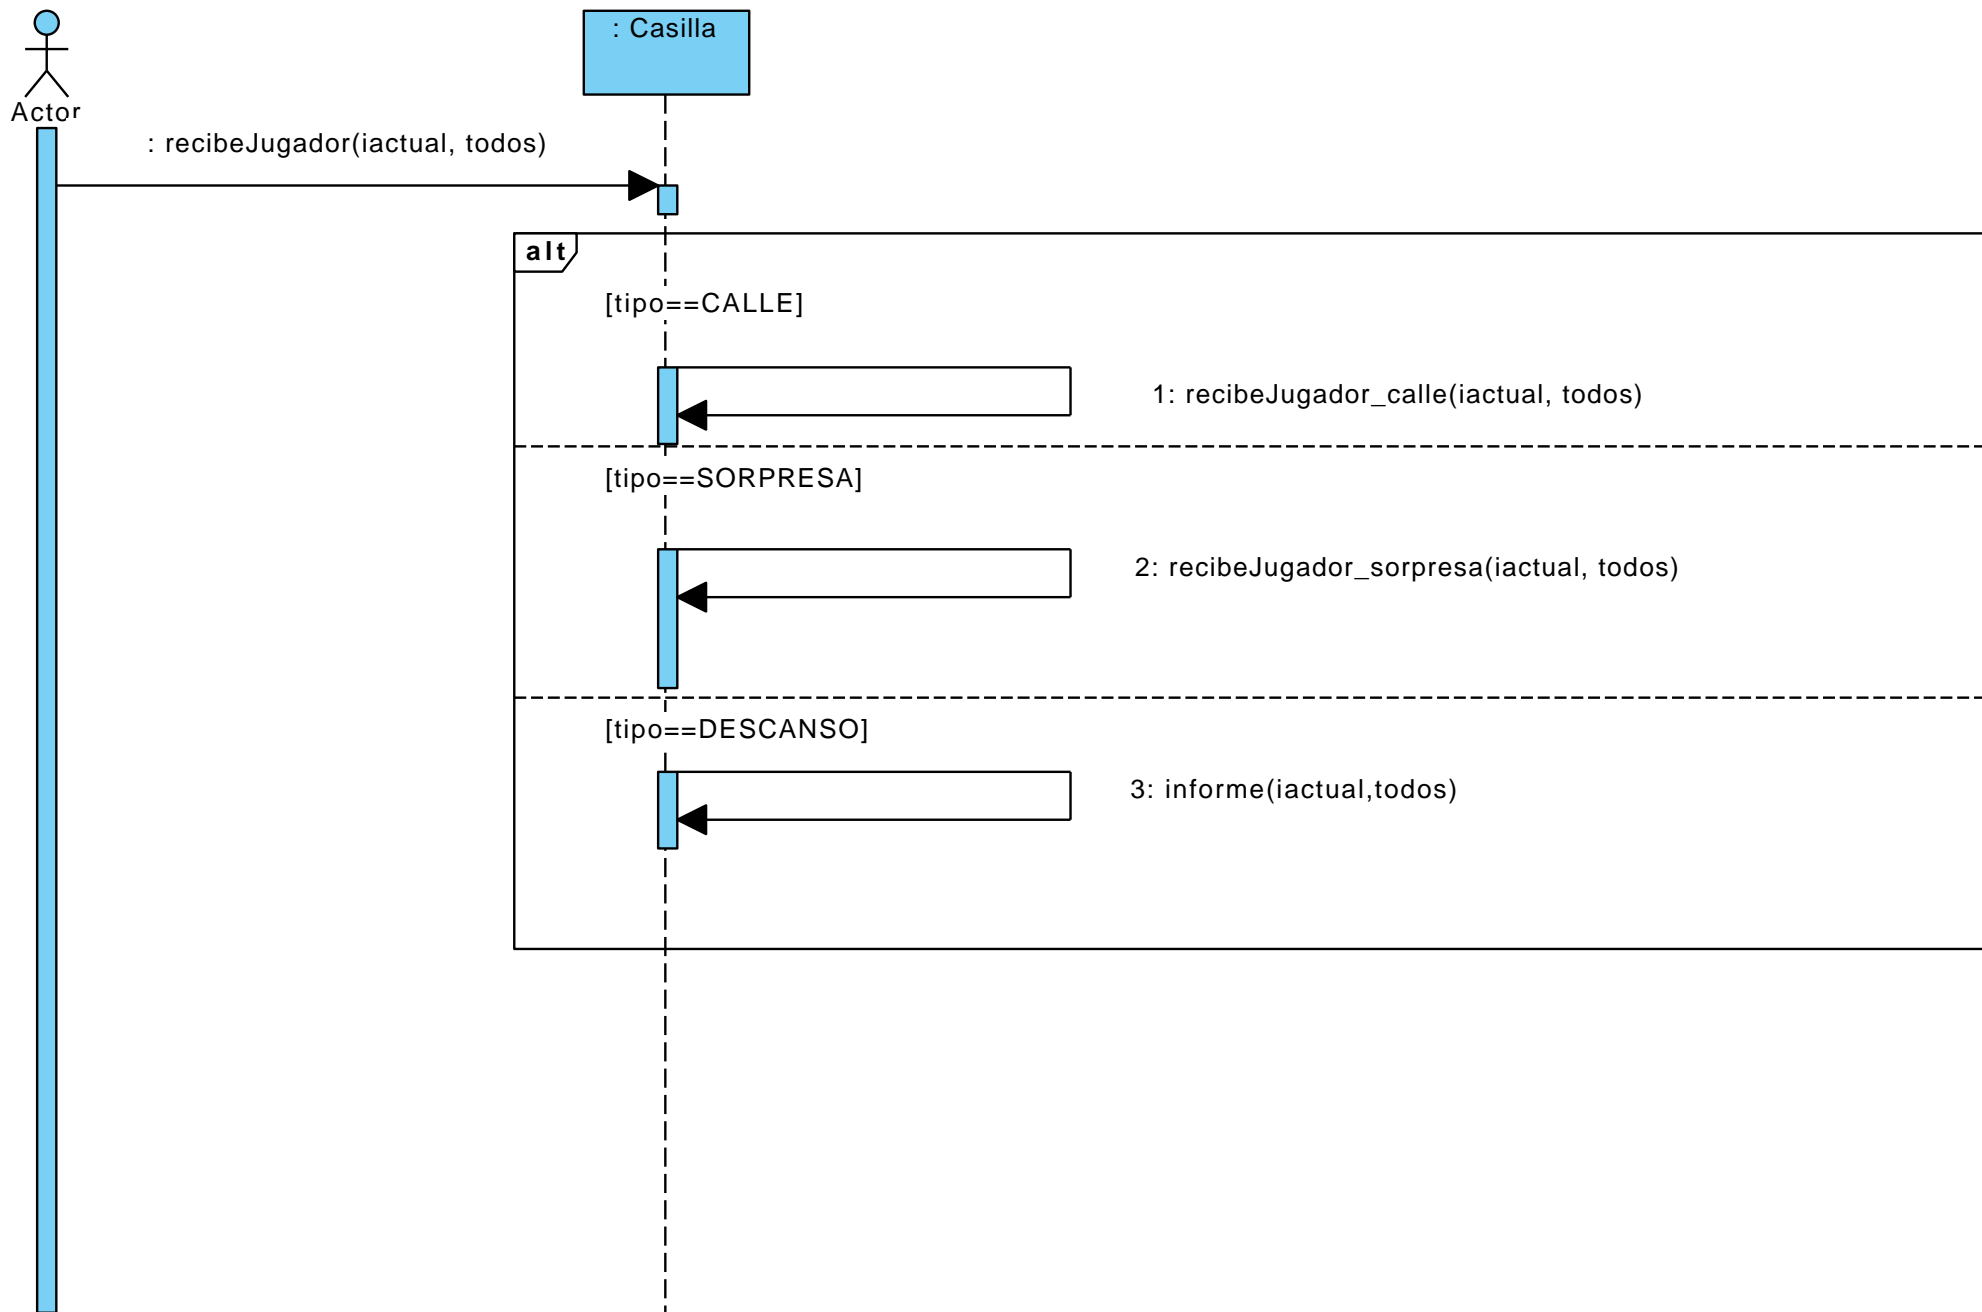 : Casilla
Actor
: recibeJugador(iactual, todos)
alt
[tipo==CALLE]
1: recibeJugador_calle(iactual, todos)
[tipo==SORPRESA]
2: recibeJugador_sorpresa(iactual, todos)
[tipo==DESCANSO]
3: informe(iactual,todos)